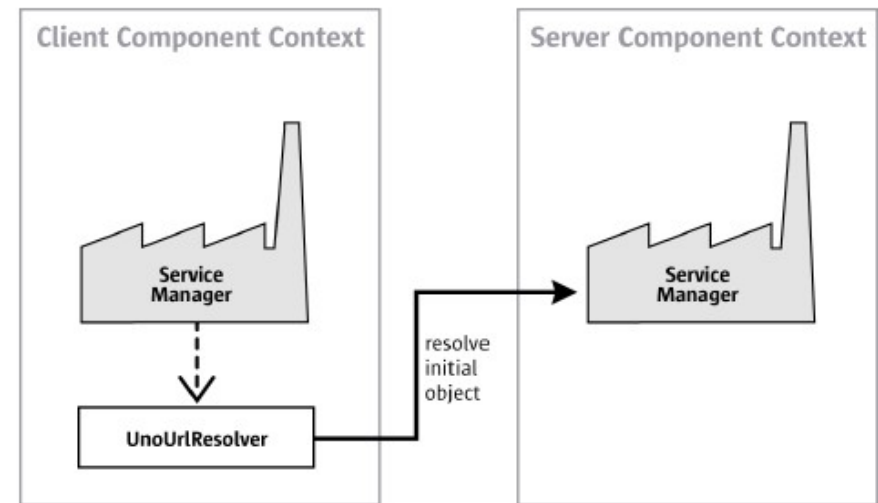 Client Component Context
Server Component Context
Service
Manager
Service
Manager
resolve
initial
object
UnoUrlResolver